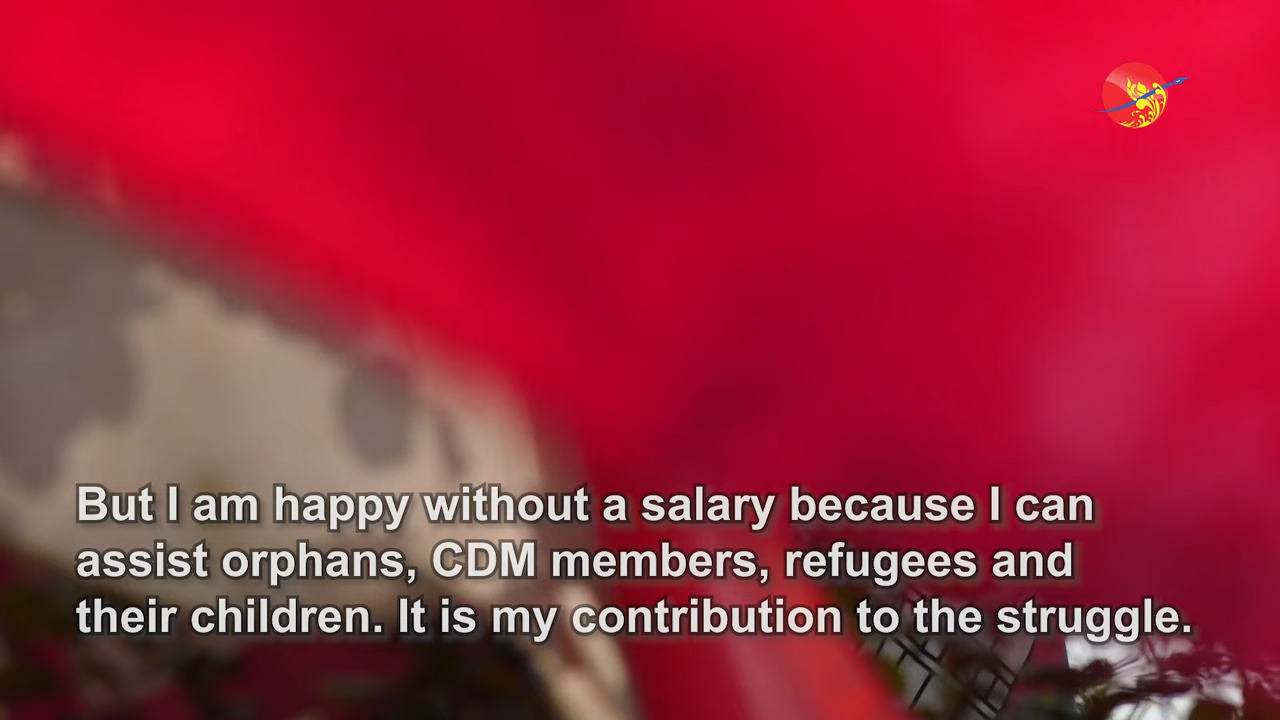 But I am happy without a salary because I can
assist orphans, CDM members, refugees and
their children. It is my contribution to the struggle.